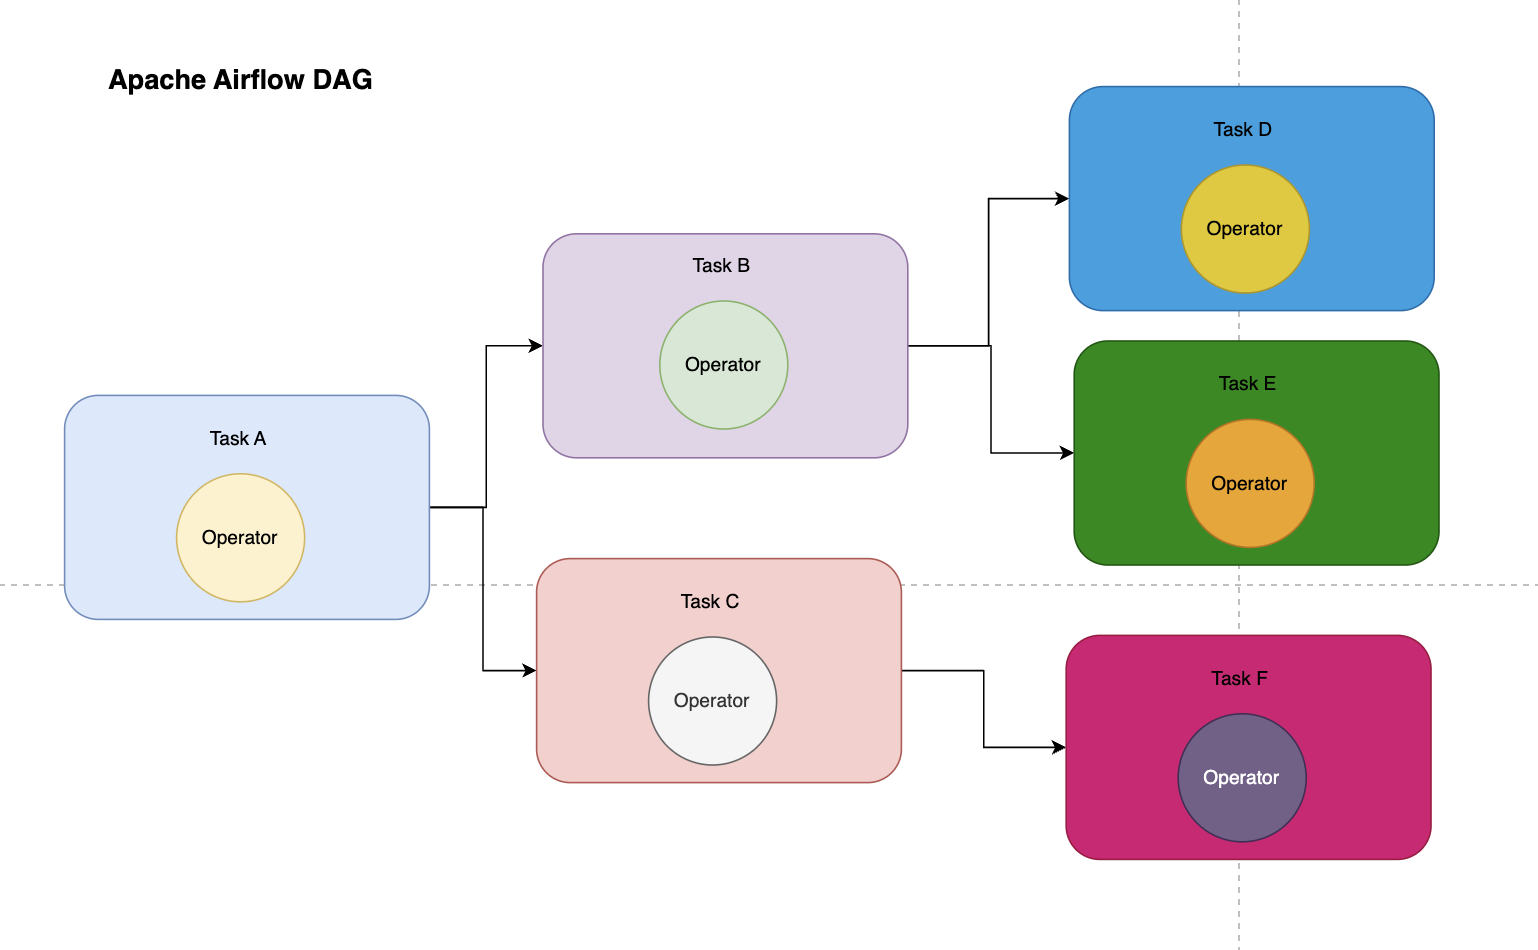 Apache Airflow DAG
Task A
Operator
Task B
Operator
Task C
Operator
Task D
Operator
Task E
Operator
Task F
Operator